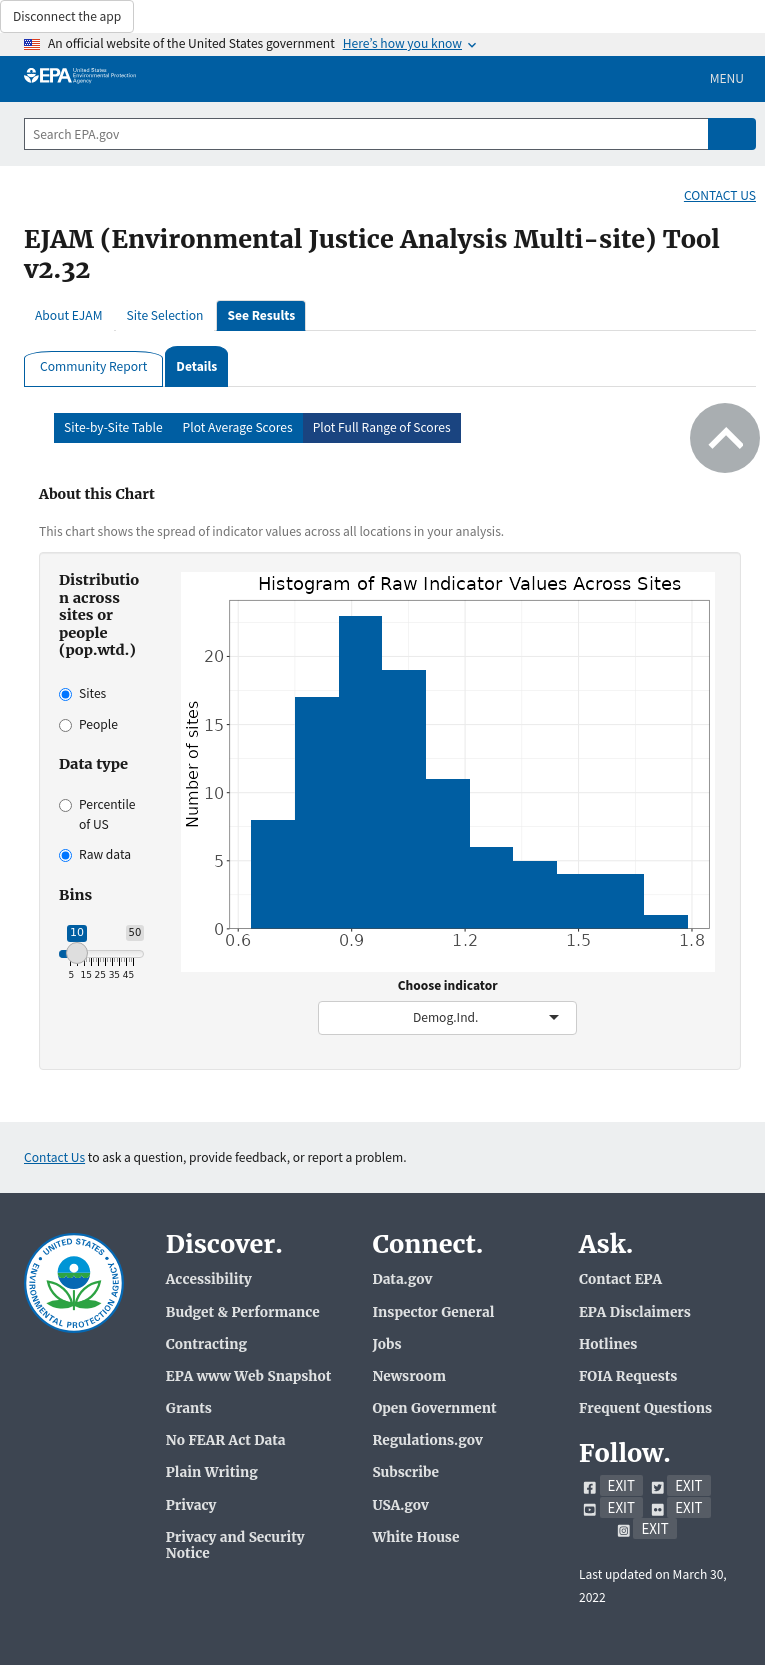 Disconnect the app
An official website of the United States government Here's how you know
EPA United States Environmental Protection Agency
MENU
Search EPA.gov
CONTACT US
EJAM (Environmental Justice Analysis Multi-site) Tool
v2.32
About EJAM Site Selection See Results
Community Report Details
Site-by-Site Table Plot Average Scores Plot Full Range of Scores
About this Chart
This chart shows the spread of indicator values across all locations in your analysis.
Distributio
n across
sites or
people
(pop.wtd.)
Sites
People
Data type
Percentile
of US
Raw data
Bins
10 50
5 15 25 35 45
Histogram of Raw Indicator Values Across Sites
Number of sites
20
15
10
5
0
0.6 0.9 1.2 1.5 1.8
Choose indicator
Demog.Ind.
Contact Us to ask a question, provide feedback, or report a problem.
UNITED STATES
ENVIRONMENTAL PROTECTION AGENCY
Discover.
Accessibility
Budget & Performance
Contracting
EPA www Web Snapshot
Grants
No FEAR Act Data
Plain Writing
Privacy
Privacy and Security
Notice
Connect.
Data.gov
Inspector General
Jobs
Newsroom
Open Government
Regulations.gov
Subscribe
USA.gov
White House
Ask.
Contact EPA
EPA Disclaimers
Hotlines
FOIA Requests
Frequent Questions
Follow.
EXIT EXIT
EXIT EXIT
EXIT
Last updated on March 30,
2022